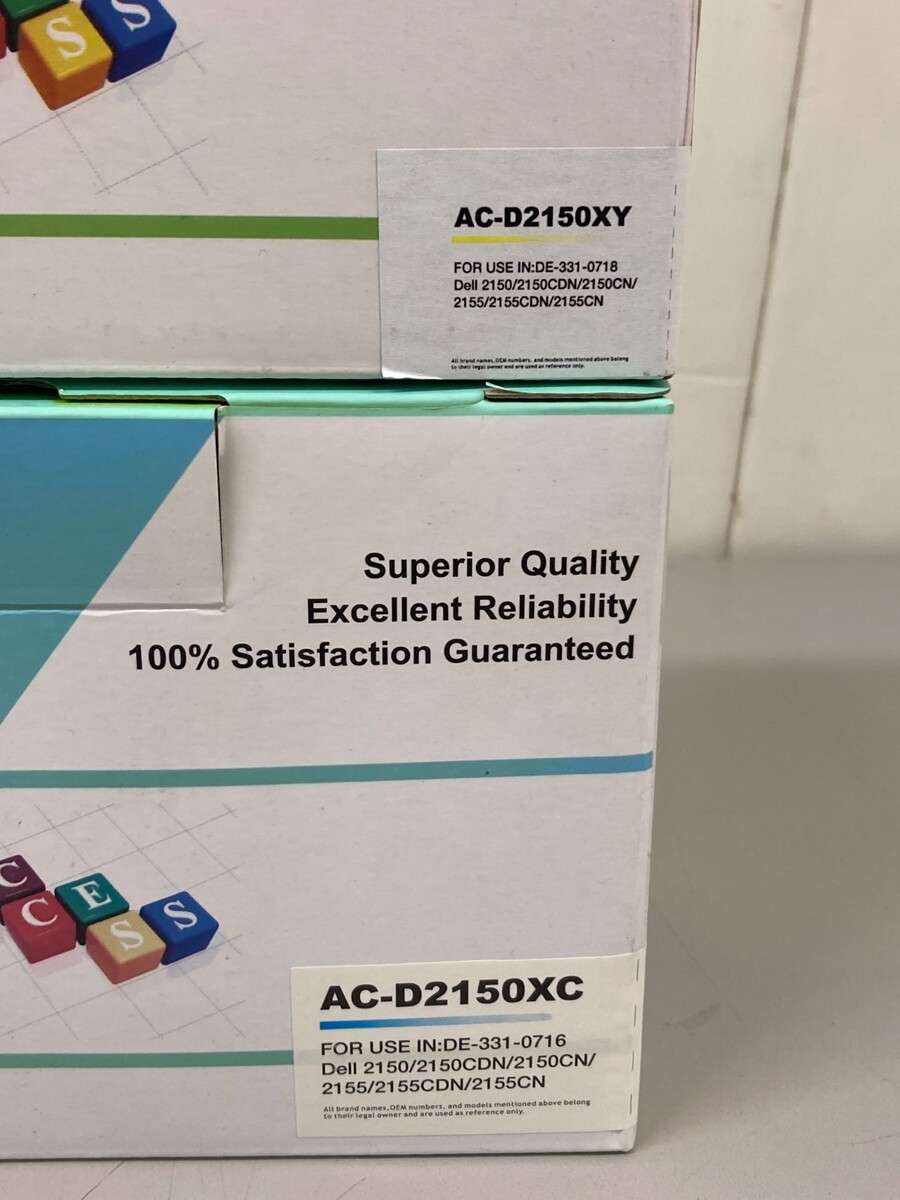 S S
AC-D2150XY
FOR USE IN:DE-331-0718
Dell 2150/2150CDN/2150CN/
2155/2155CDN/2155CN
All brand names,OEM numbers, and models mentioned above belong
to their legal owner and are used as reference only.
Superior Quality
Excellent Reliability
100% Satisfaction Guaranteed
C C E S S
AC-D2150XC
FOR USE IN:DE-331-0716
Dell 2150/2150CDN/2150CN/
2155/2155CDN/2155CN
All brand names,OEM numbers, and models mentioned above belong
to their legal owner and are used as reference only.